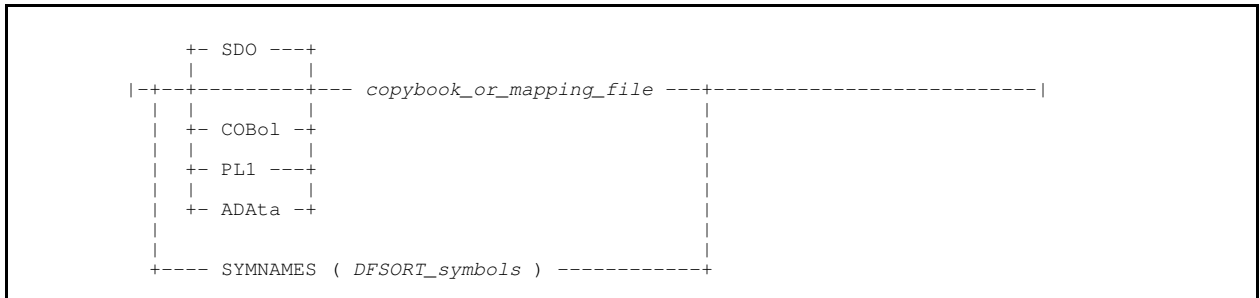 +- SDO ---+
|         |
|-+--+---------+--- copybook_or_mapping_file ---+---------------------------|
| |         |                                |
| +- COBol -+                                |
| |         |                                |
| +- PL1 ---+                                |
| |         |                                |
| +- ADAta -+                                |
|                                            |
|                                            |
+---- SYMNAMES ( DFSORT_symbols ) ------------+